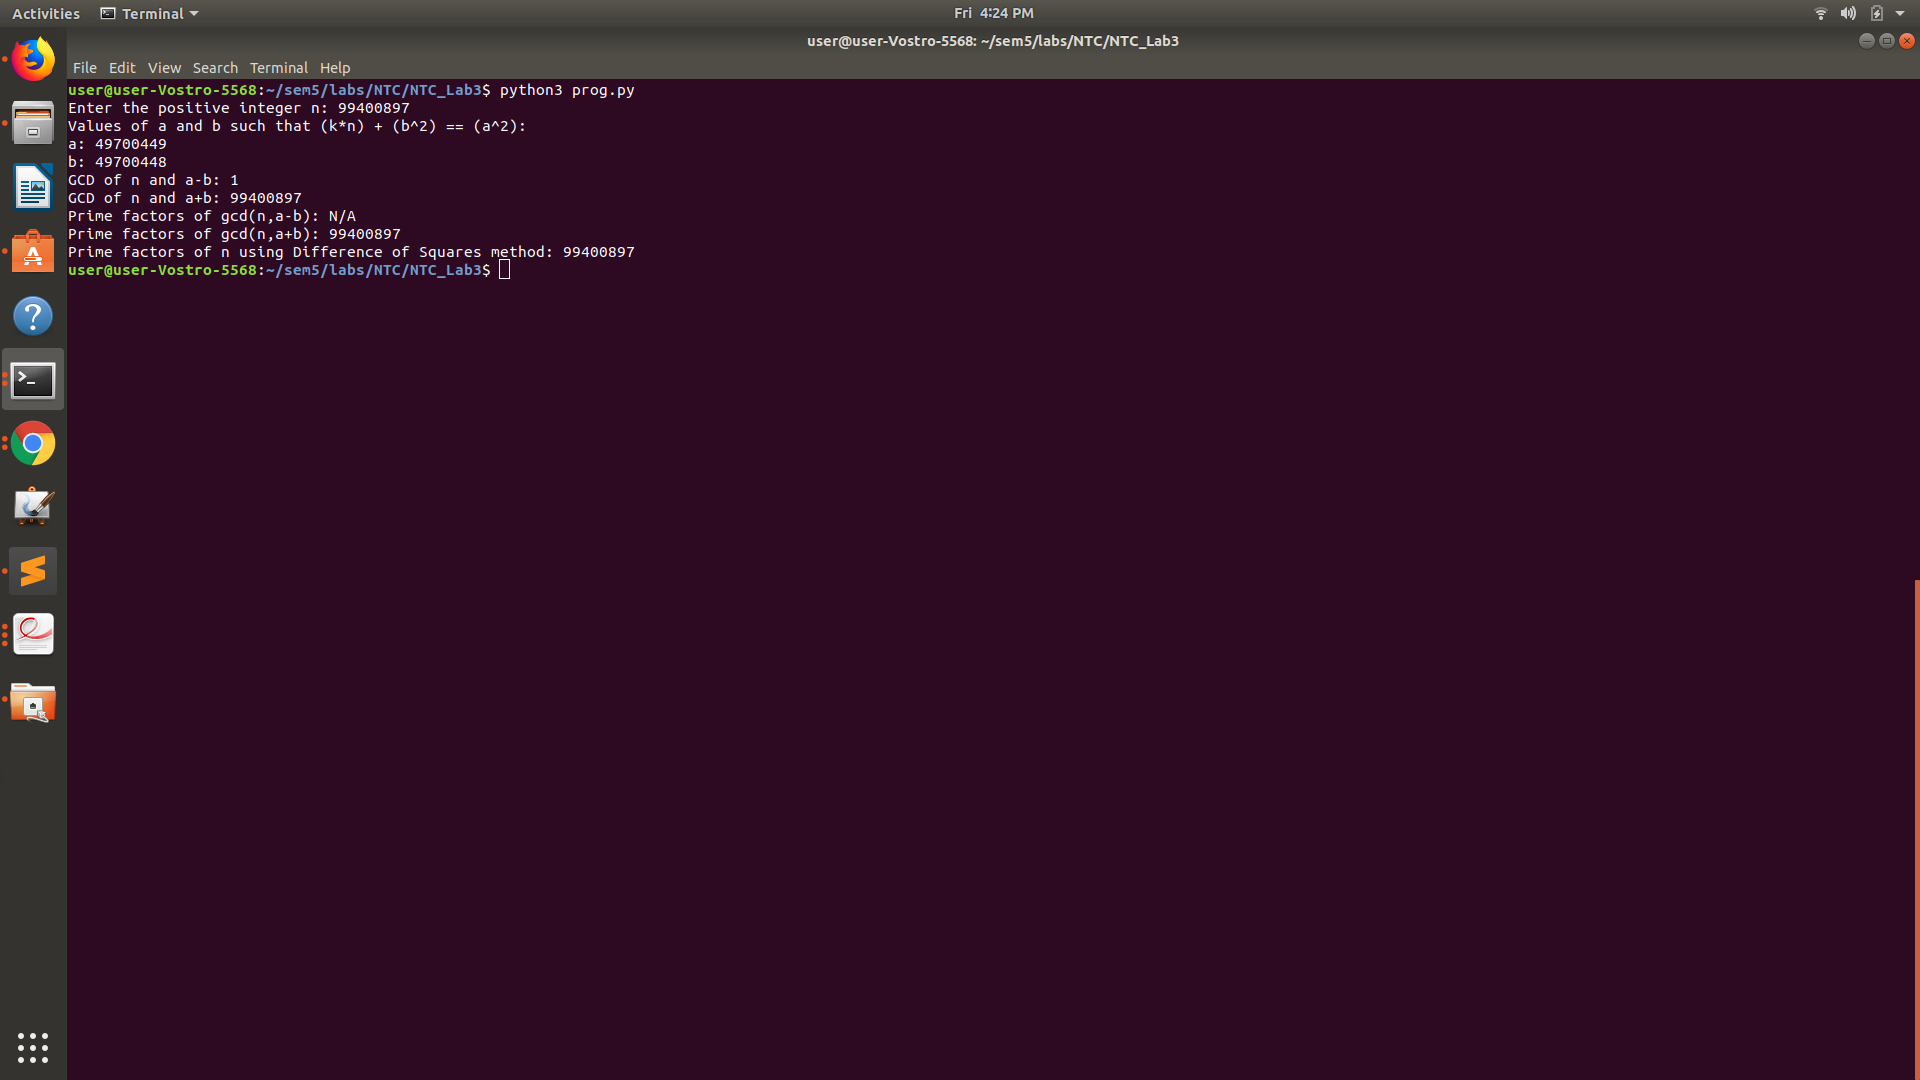 Activities Terminal Fri 4:24 PM
user@user-Vostro-5568: ~/sem5/labs/NTC/NTC_Lab3
File Edit View Search Terminal Help
user@user-Vostro-5568:~/sem5/labs/NTC/NTC_Lab3$ python3 prog.py
Enter the positive integer n: 99400897
Values of a and b such that (k*n) + (b^2) == (a^2):
a: 49700449
b: 49700448
GCD of n and a-b: 1
GCD of n and a+b: 99400897
Prime factors of gcd(n,a-b): N/A
Prime factors of gcd(n,a+b): 99400897
Prime factors of n using Difference of Squares method: 99400897
user@user-Vostro-5568:~/sem5/labs/NTC/NTC_Lab3$